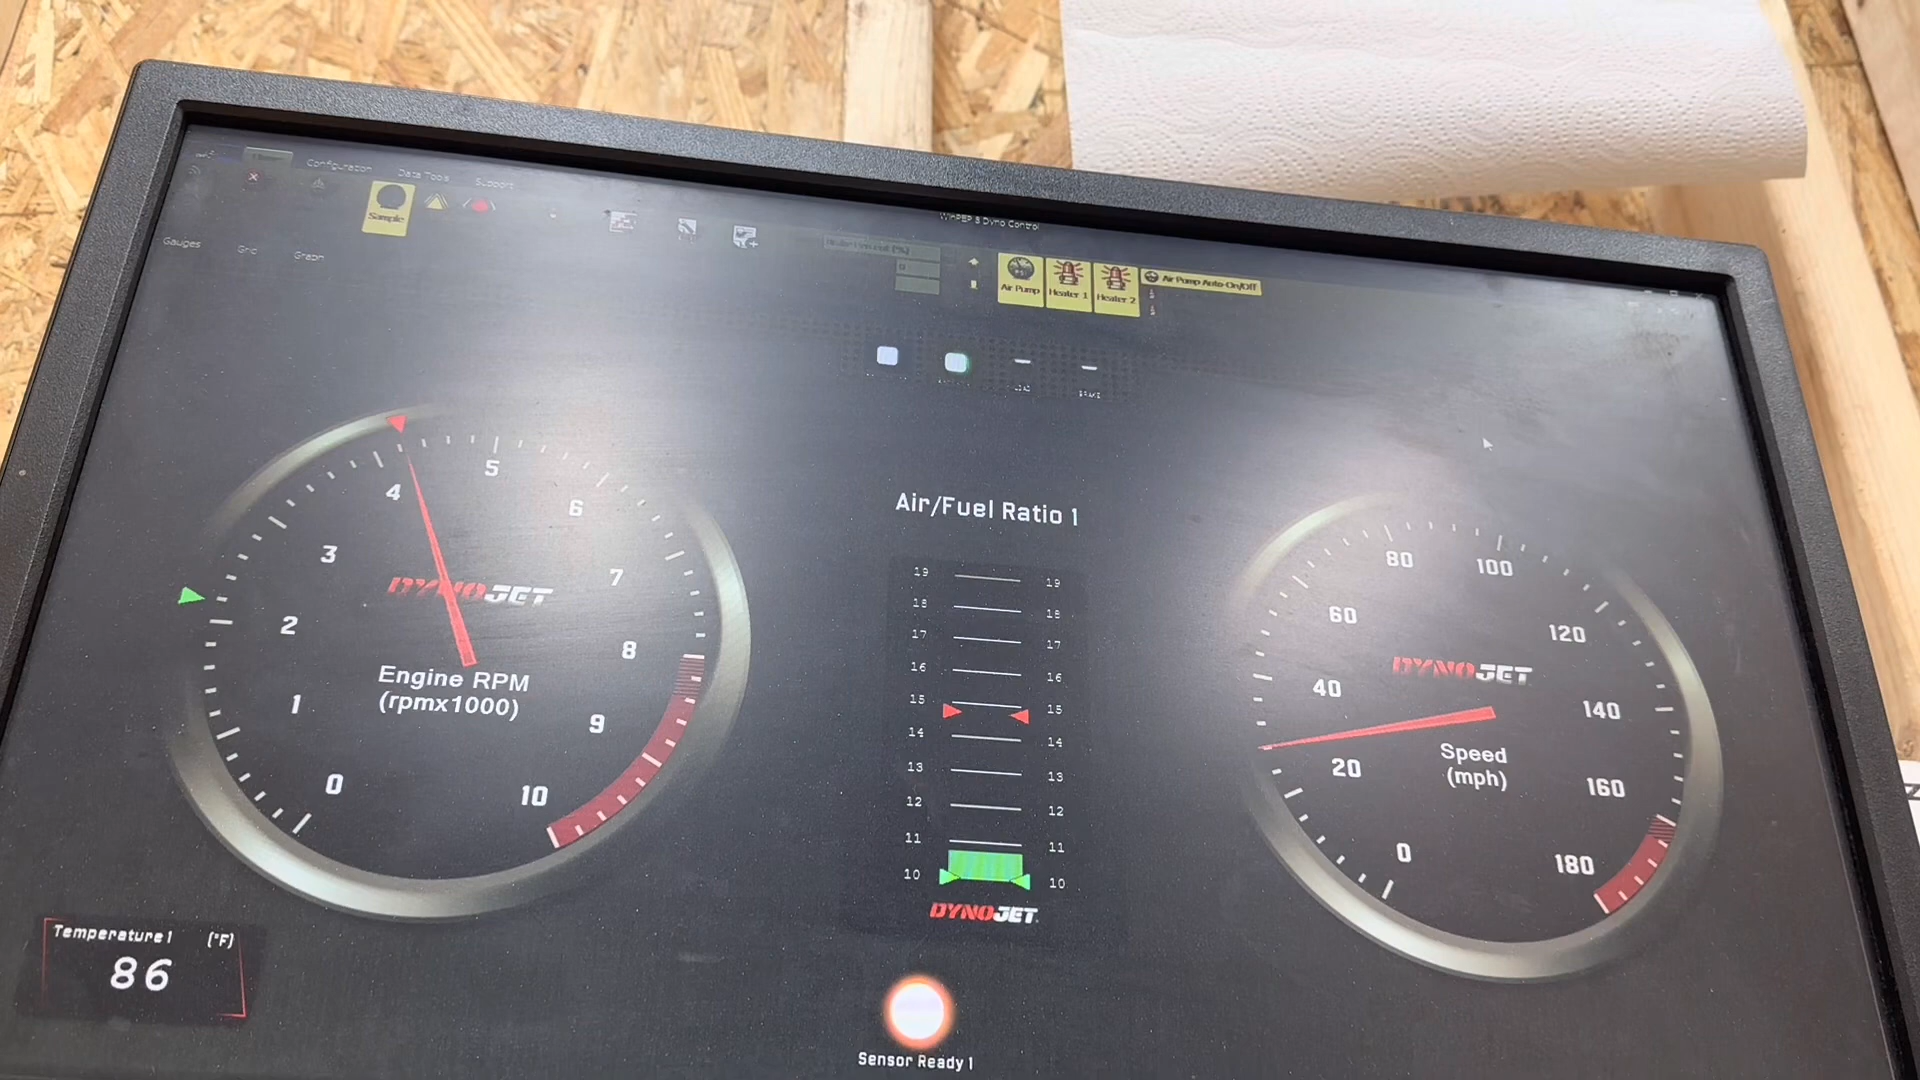 Configuration
Data Tools
Support
Sample
WinPEP 8 Dyno Control
Gauges
Grid
Graph
Air Pump
Heater 1
Heater 2
Air Pump Auto-On/Off
0
1
2
3
4
5
6
7
8
9
10
DYNOJET
Engine RPM
(rpmx1000)
Air/Fuel Ratio 1
19 19
18 18
17 17
16 16
15 15
14 14
13 13
12 12
11 11
10 10
DYNOJET
0
20
40
60
80
100
120
140
160
180
DYNOJET
Speed
(mph)
Temperature1 (°F)
86
Sensor Ready 1